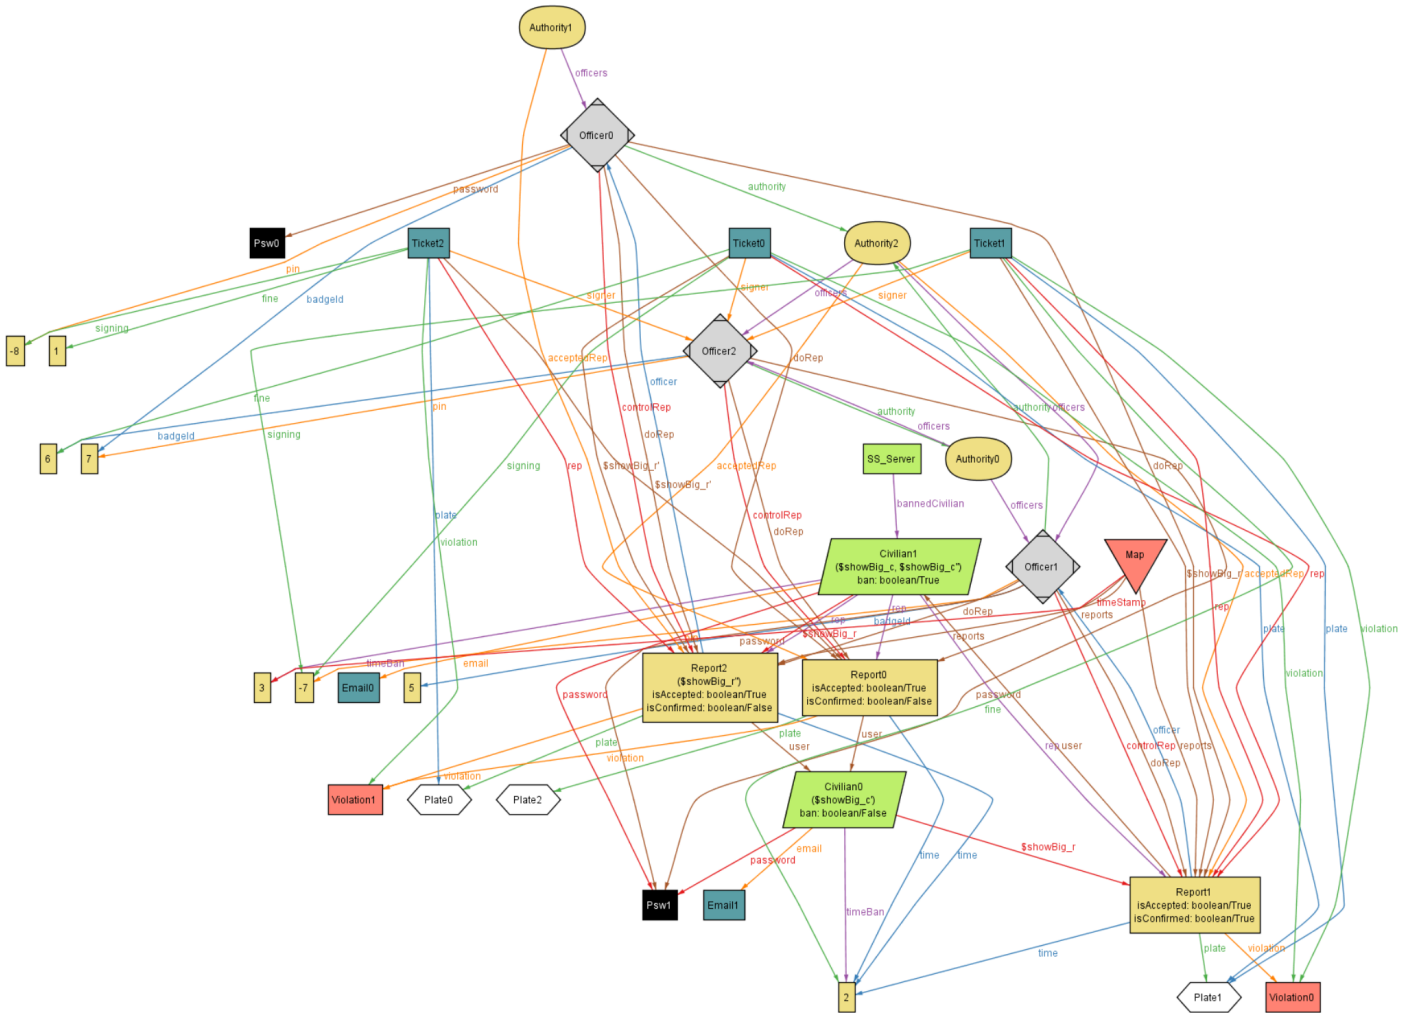 Authority1
officers
Officer0
password
authority
Psw0
Ticket2
Ticket0
Authority2
Ticket1
pin
fine
badgeId
signer
signer
officers
signer
signing
-8
1
Officer2
acceptedRep
doRep
officer
fine
controlRep
pin
authority
authority
officers
officers
badgeId
signing
doRep
6
7
SS_Server
Authority0
rep
$showBig_r'
signing
acceptedRep
doRep
$showBig_r'
bannedCivilian
officers
plate
controlRep
doRep
violation
Civilian1
($showBig_c, $showBig_c'')
ban: boolean/True
Officer1
Map
$showBig_r
acceptedRep
rep
timeStamp
rep
rep
doRep
reports
rep
badgeId
plate
plate
violation
$showBig_r
reports
password
timeBan
email
3
-7
Email0
5
Report2
($showBig_r'')
isAccepted: boolean/True
isConfirmed: boolean/False
Report0
isAccepted: boolean/True
isConfirmed: boolean/False
password
password
violation
fine
plate
plate
user
user
officer
rep
user
controlRep
reports
violation
doRep
violation
Violation1
Plate0
Plate2
Civilian0
($showBig_c')
ban: boolean/False
$showBig_r
email
password
time
time
Psw1
Email1
timeBan
Report1
isAccepted: boolean/True
isConfirmed: boolean/True
time
plate
violation
2
Plate1
Violation0